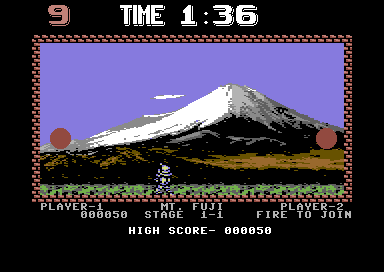 9 TIME 1:36
PLAYER-1 MT. FUJI PLAYER-2
000050 STAGE 1-1 FIRE TO JOIN
HIGH SCORE- 000050